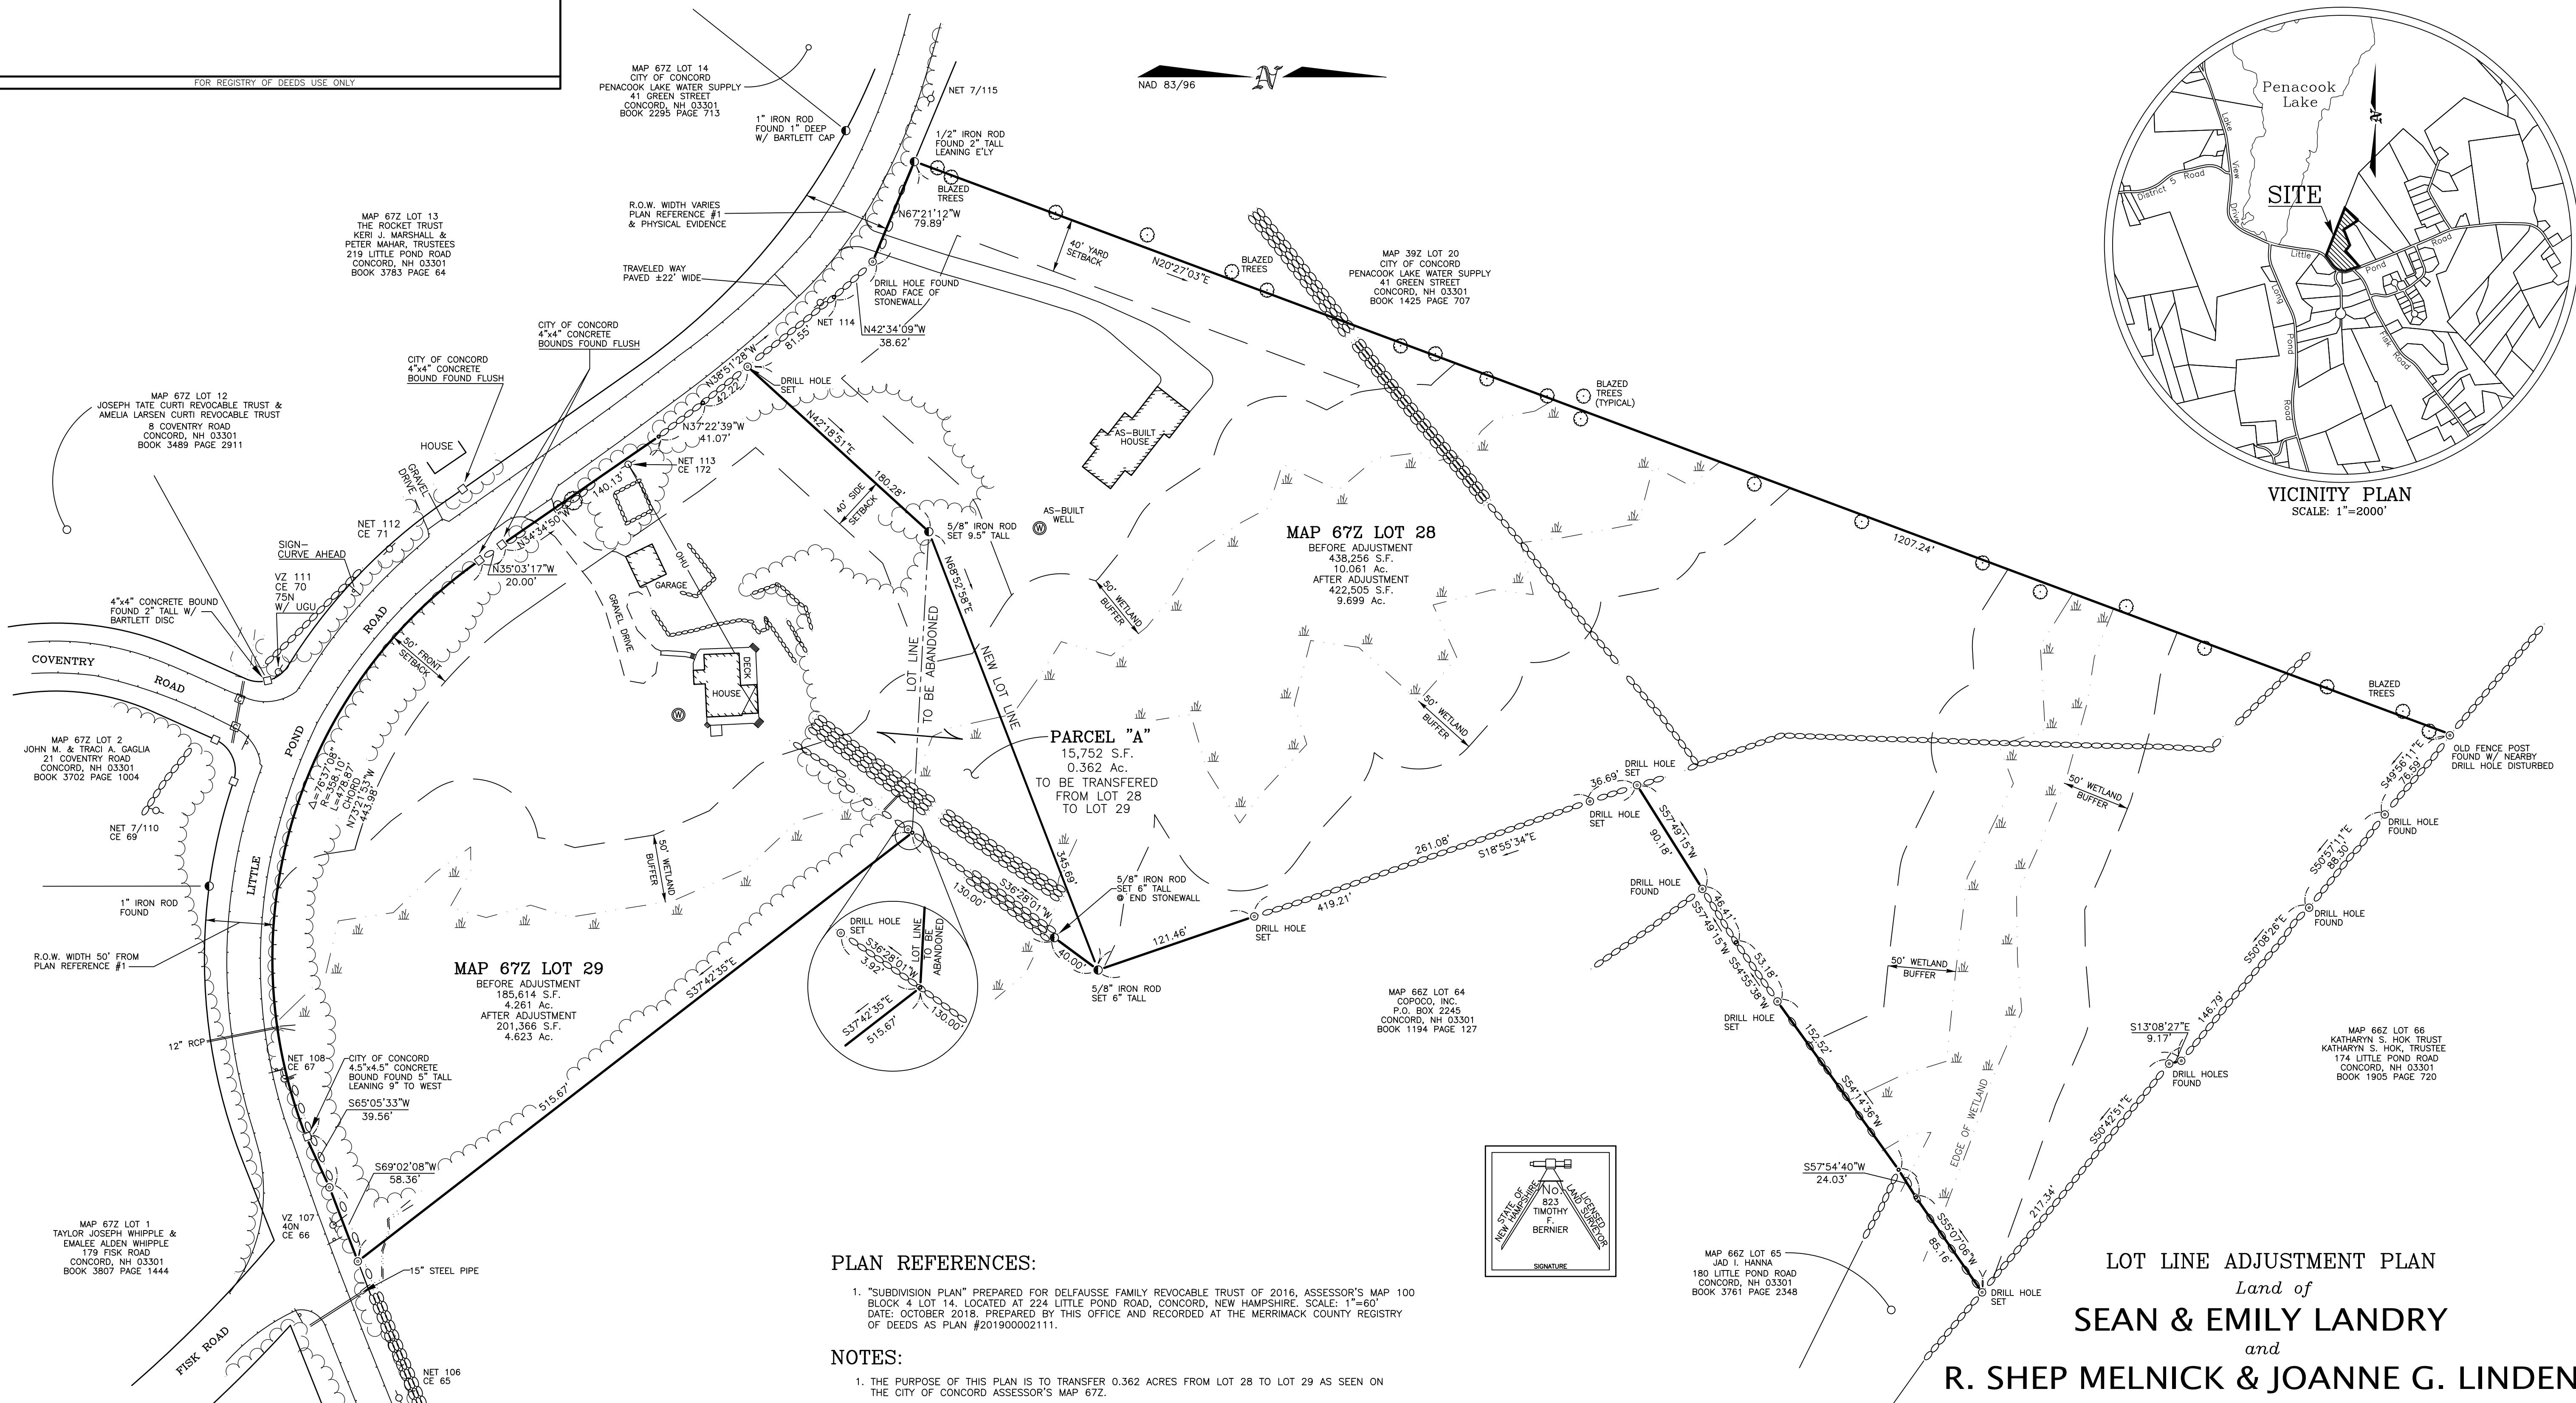 FOR REGISTRY OF DEEDS USE ONLY
MAP 67Z LOT 14
CITY OF CONCORD
PENACOOK LAKE WATER SUPPLY
41 GREEN STREET
CONCORD, NH 03301
BOOK 2295 PAGE 713
1" IRON ROD
FOUND 1" DEEP
W/ BARTLETT CAP
NET 7/115
1/2" IRON ROD
FOUND 2" TALL
LEANING E'LY
NAD 83/96
N
BLAZED
TREES
R.O.W. WIDTH VARIES
PLAN REFERENCE #1
& PHYSICAL EVIDENCE
N67°21'12"W
79.89'
40' YARD
SETBACK
N20°27'03"E
BLAZED
TREES
MAP 39Z LOT 20
CITY OF CONCORD
PENACOOK LAKE WATER SUPPLY
41 GREEN STREET
CONCORD, NH 03301
BOOK 1425 PAGE 707
MAP 67Z LOT 13
THE ROCKET TRUST
KERI J. MARSHALL &
PETER MAHAR, TRUSTEES
219 LITTLE POND ROAD
CONCORD, NH 03301
BOOK 3783 PAGE 64
TRAVELED WAY
PAVED ±22' WIDE
DRILL HOLE FOUND
ROAD FACE OF
STONEWALL
NET 114
N42°34'09"W
38.62'
81.55'
N38°51'28"W
42.22'
DRILL HOLE
SET
CITY OF CONCORD
4"x4" CONCRETE
BOUNDS FOUND FLUSH
CITY OF CONCORD
4"x4" CONCRETE
BOUND FOUND FLUSH
MAP 67Z LOT 12
JOSEPH TATE CURTI REVOCABLE TRUST &
AMELIA LARSEN CURTI REVOCABLE TRUST
8 COVENTRY ROAD
CONCORD, NH 03301
BOOK 3489 PAGE 2911
HOUSE
GRAVEL
DRIVE
N37°22'39"W
41.07'
NET 113
CE 172
140.13'
N34°34'50"W
N35°03'17"W
20.00'
N42°18'51"E
180.28'
40' SIDE
SETBACK
5/8" IRON ROD
SET 9.5" TALL
AS-BUILT
WELL
W
AS-BUILT
HOUSE
BLAZED
TREES
(TYPICAL)
1207.24'
NET 112
CE 71
SIGN-
CURVE AHEAD
VZ 111
CE 70
75N
W/ UGU
4"x4" CONCRETE BOUND
FOUND 2" TALL W/
BARTLETT DISC
COVENTRY
ROAD
ROAD
POND
LITTLE
50' FRONT
SETBACK
GARAGE
OHU
GRAVEL DRIVE
DECK
HOUSE
W
N68°52'58"E
LOT LINE
TO BE ABANDONED
NEW LOT LINE
345.69'
50' WETLAND
BUFFER
MAP 67Z LOT 28
BEFORE ADJUSTMENT
438,256 S.F.
10.061 Ac.
AFTER ADJUSTMENT
422,505 S.F.
9.699 Ac.
50' WETLAND
BUFFER
PARCEL "A"
15,752 S.F.
0.362 Ac.
TO BE TRANSFERED
FROM LOT 28
TO LOT 29
MAP 67Z LOT 2
JOHN M. & TRACI A. GAGLIA
21 COVENTRY ROAD
CONCORD, NH 03301
BOOK 3702 PAGE 1004
NET 7/110
CE 69
Δ=76°37'08"
R=358.10'
L=478.87'
CHORD
N73°21'53"W
443.98'
50' WETLAND
BUFFER
1" IRON ROD
FOUND
R.O.W. WIDTH 50' FROM
PLAN REFERENCE #1
MAP 67Z LOT 29
BEFORE ADJUSTMENT
185,614 S.F.
4.261 Ac.
AFTER ADJUSTMENT
201,366 S.F.
4.623 Ac.
S37°42'35"E
515.67'
S36°28'01"W
130.00'
40.00'
5/8" IRON ROD
SET 6" TALL
@ END STONEWALL
5/8" IRON ROD
SET 6" TALL
DRILL HOLE
SET
S36°28'01"W
3.92'
LOT LINE
TO BE
ABANDONED
S37°42'35"E
515.67'
130.00'
121.46'
DRILL HOLE
SET
419.21'
261.08'
S18°55'34"E
36.69'
DRILL HOLE
SET
DRILL HOLE
SET
S57°49'15"W
90.18'
DRILL HOLE
FOUND
46.41'
S57°49'15"W
53.18'
S54°55'38"W
DRILL HOLE
SET
152.52'
S54°14'36"W
S57°54'40"W
24.03'
S55°07'06"W
85.16'
DRILL HOLE
SET
217.34'
S50°42'51"E
DRILL HOLES
FOUND
S13°08'27"E
9.17'
146.79'
S50°08'26"E
DRILL HOLE
FOUND
S50°57'11"E
88.30'
DRILL HOLE
FOUND
S49°56'11"E
76.59'
OLD FENCE POST
FOUND W/ NEARBY
DRILL HOLE DISTURBED
BLAZED
TREES
50' WETLAND
BUFFER
50' WETLAND
BUFFER
EDGE OF WETLAND
MAP 66Z LOT 64
COPOCO, INC.
P.O. BOX 2245
CONCORD, NH 03301
BOOK 1194 PAGE 127
MAP 66Z LOT 66
KATHARYN S. HOK TRUST
KATHARYN S. HOK, TRUSTEE
174 LITTLE POND ROAD
CONCORD, NH 03301
BOOK 1905 PAGE 720
MAP 66Z LOT 65
JAD I. HANNA
180 LITTLE POND ROAD
CONCORD, NH 03301
BOOK 3761 PAGE 2348
12" RCP
NET 108
CE 67
CITY OF CONCORD
4.5"x4.5" CONCRETE
BOUND FOUND 5" TALL
LEANING 9" TO WEST
S65°05'33"W
39.56'
S69°02'08"W
58.36'
VZ 107
40N
CE 66
15" STEEL PIPE
MAP 67Z LOT 1
TAYLOR JOSEPH WHIPPLE &
EMALEE ALDEN WHIPPLE
179 FISK ROAD
CONCORD, NH 03301
BOOK 3807 PAGE 1444
FISK ROAD
NET 106
CE 65
Penacook
Lake
Lake
View
Drive
District 5 Road
SITE
N
Little
Pond
Road
Long
Pond
Road
Fisk Road
VICINITY PLAN
SCALE: 1"=2000'
STATE OF
NEW HAMPSHIRE
LICENSED
LAND SURVEYOR
No.
823
TIMOTHY
F.
BERNIER
SIGNATURE
PLAN REFERENCES:
1. "SUBDIVISION PLAN" PREPARED FOR DELFAUSSE FAMILY REVOCABLE TRUST OF 2016, ASSESSOR'S MAP 100
BLOCK 4 LOT 14. LOCATED AT 224 LITTLE POND ROAD, CONCORD, NEW HAMPSHIRE. SCALE: 1"=60'
DATE: OCTOBER 2018. PREPARED BY THIS OFFICE AND RECORDED AT THE MERRIMACK COUNTY REGISTRY
OF DEEDS AS PLAN #201900002111.
NOTES:
1. THE PURPOSE OF THIS PLAN IS TO TRANSFER 0.362 ACRES FROM LOT 28 TO LOT 29 AS SEEN ON
THE CITY OF CONCORD ASSESSOR'S MAP 67Z.
LOT LINE ADJUSTMENT PLAN
Land of
SEAN & EMILY LANDRY
and
R. SHEP MELNICK & JOANNE G. LINDEN